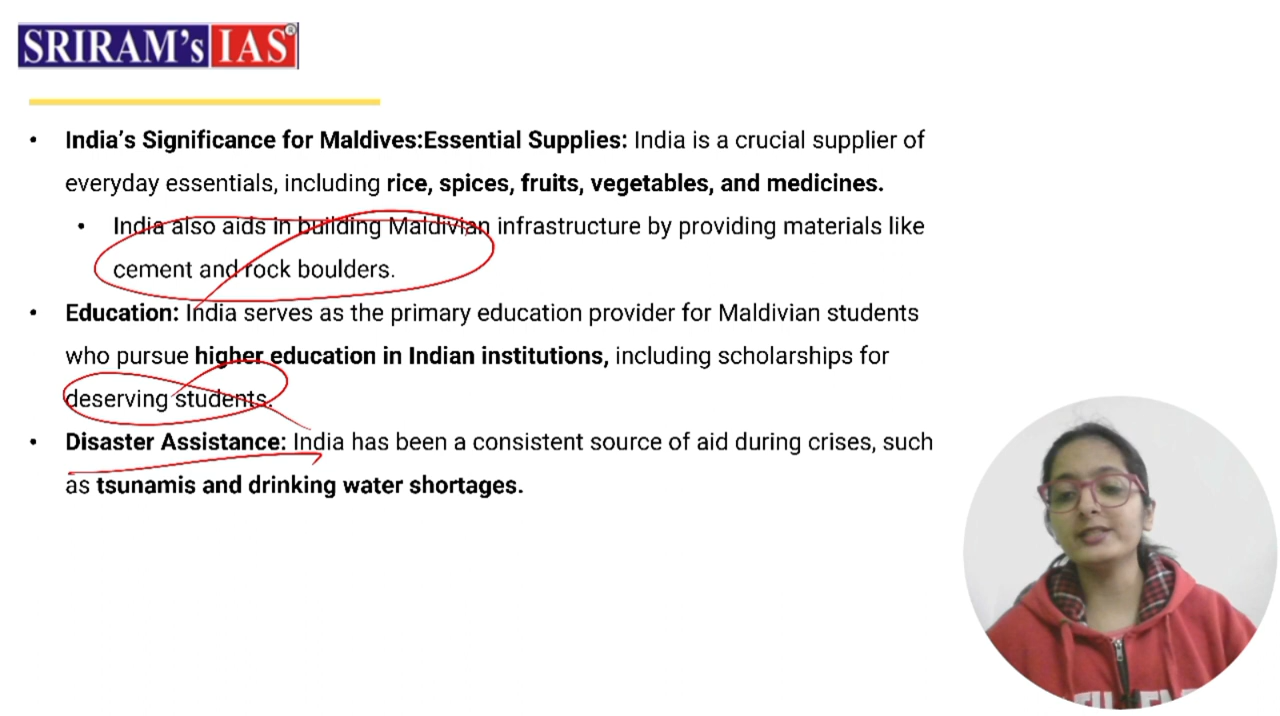 SRIRAM's IAS®
• India's Significance for Maldives:Essential Supplies: India is a crucial supplier of
everyday essentials, including rice, spices, fruits, vegetables, and medicines.
• India also aids in building Maldivian infrastructure by providing materials like
cement and rock boulders.
• Education: India serves as the primary education provider for Maldivian students
who pursue higher education in Indian institutions, including scholarships for
deserving students.
• Disaster Assistance: India has been a consistent source of aid during crises, such
as tsunamis and drinking water shortages.